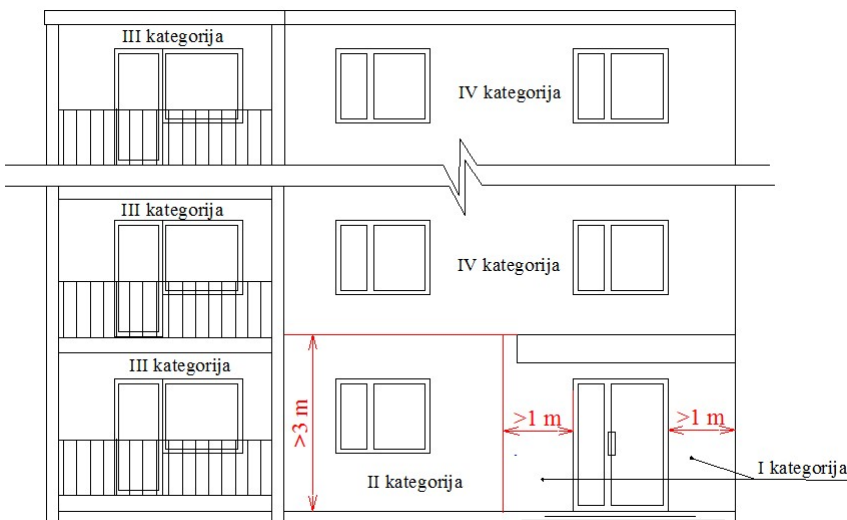 III kategorija
IV kategorija
III kategorija
IV kategorija
III kategorija
>3 m
>1 m
>1 m
II kategorija
I kategorija